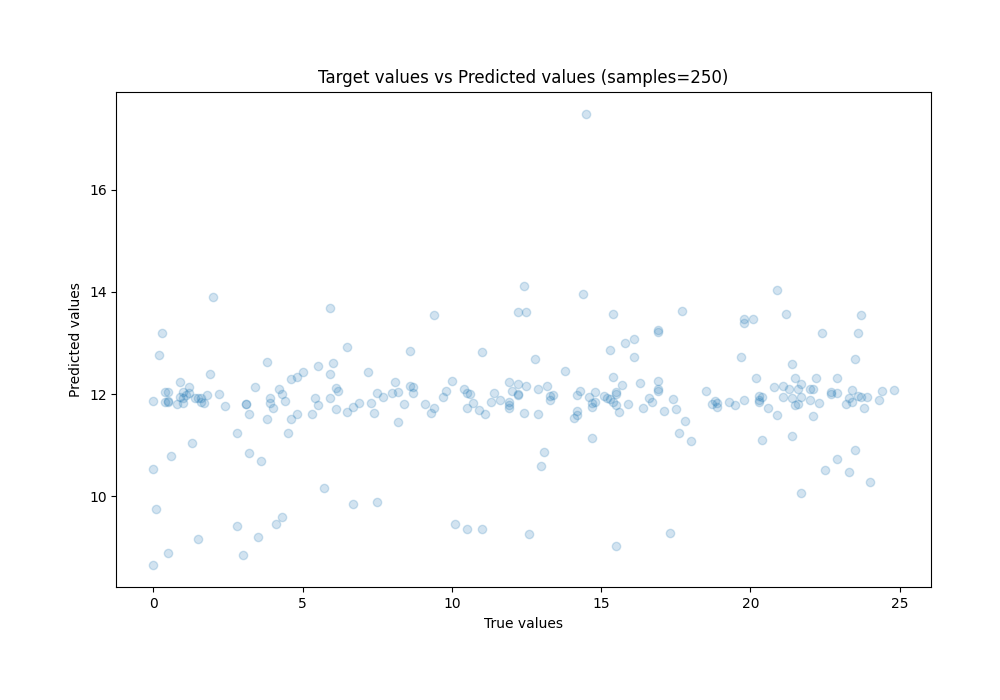 Target values vs Predicted values (samples=250)
Predicted values
16
14
12
10
0 5 10 15 20 25
True values